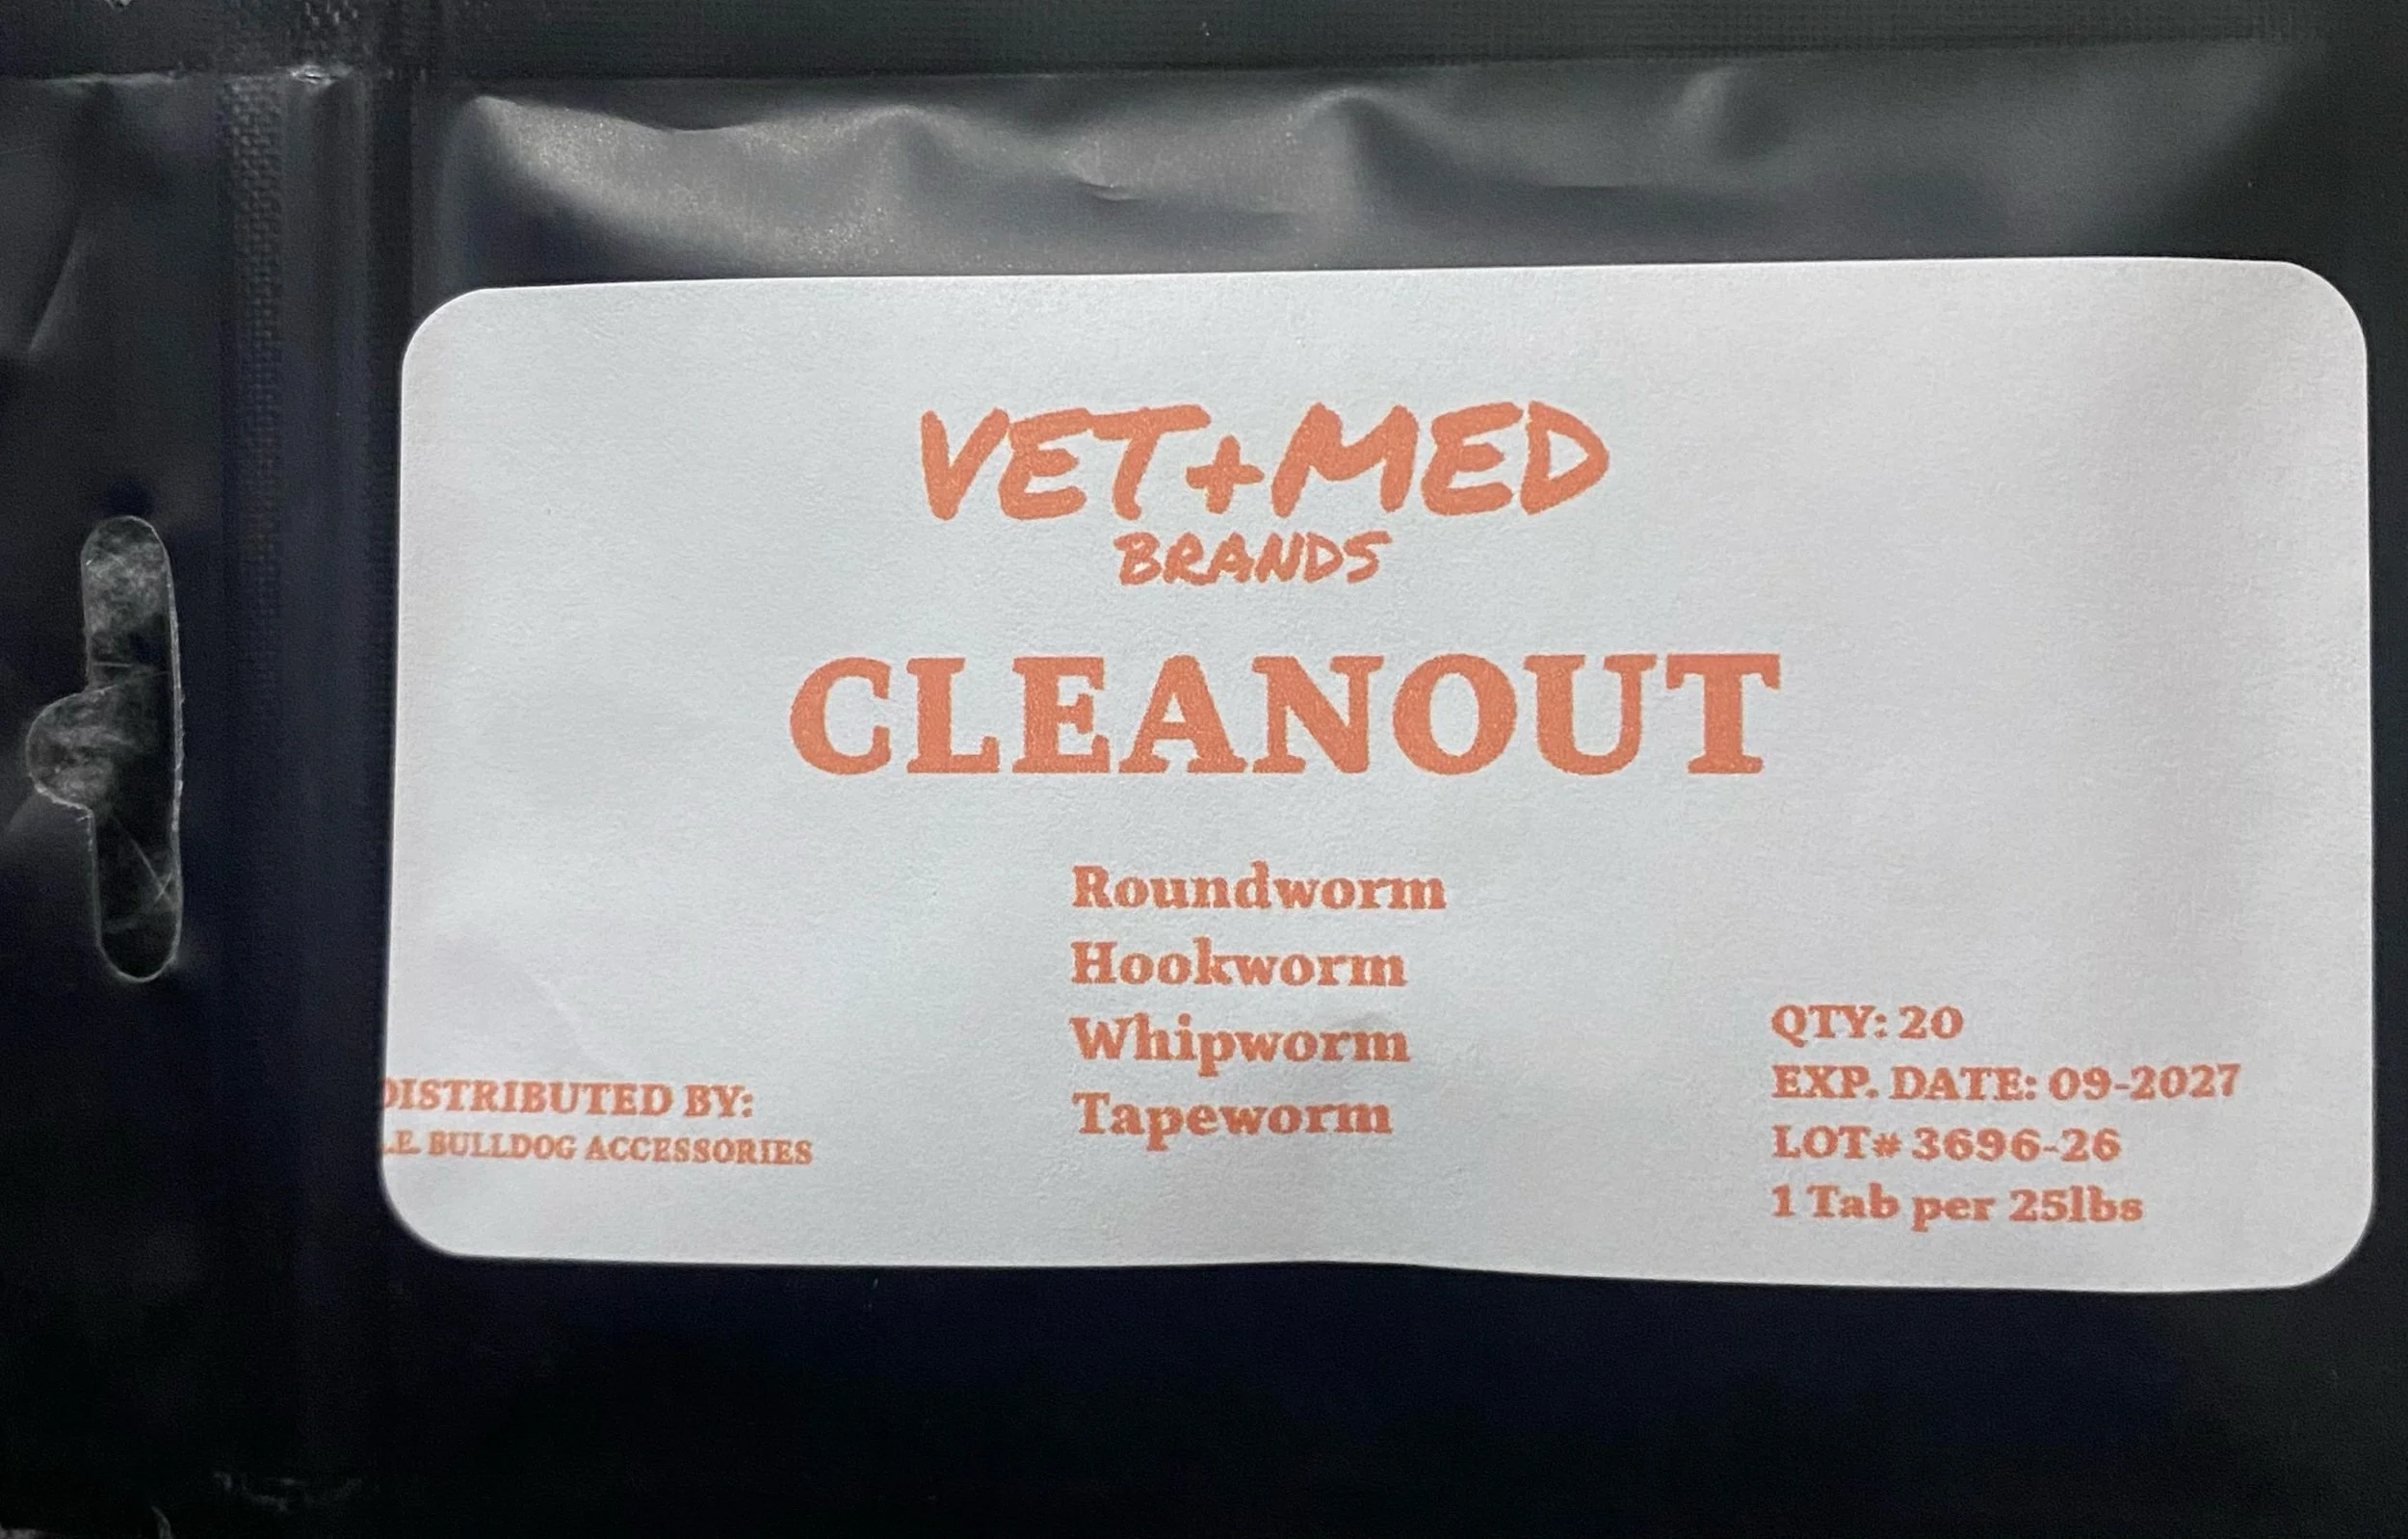 VET+MED
BRANDS
CLEANOUT
Roundworm
Hookworm
Whipworm
Tapeworm
DISTRIBUTED BY:
.E. BULLDOG ACCESSORIES
QTY: 20
EXP. DATE: 09-2027
LOT# 3696-26
1 Tab per 25lbs